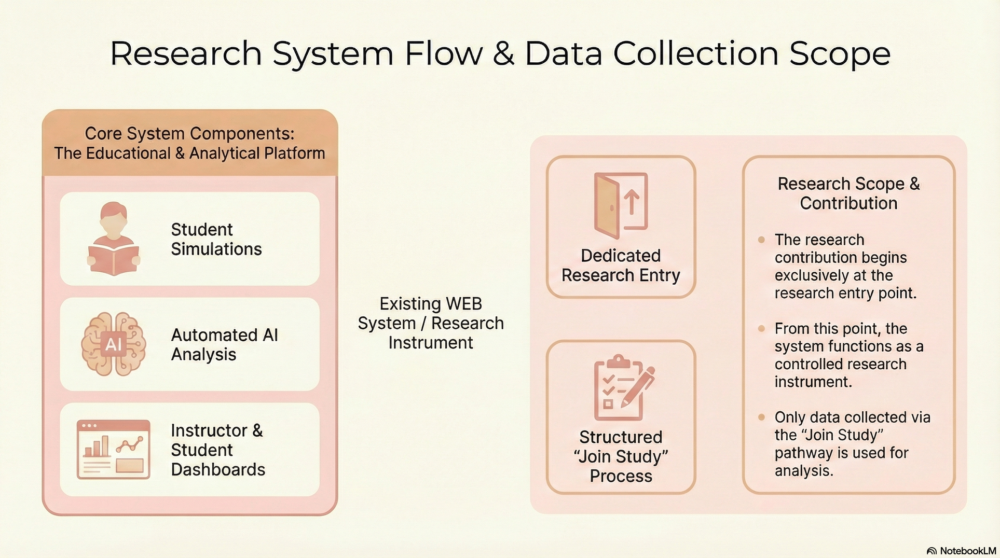 Research System Flow & Data Collection Scope
Core System Components:
The Educational & Analytical Platform
Student
Simulations
AI
Automated AI
Analysis
Instructor &
Student
Dashboards
Existing WEB
System / Research
Instrument
Dedicated
Research Entry
Structured
“Join Study”
Process
Research Scope &
Contribution
• The research
contribution begins
exclusively at the
research entry point.
• From this point, the
system functions as a
controlled research
instrument.
• Only data collected via
the “Join Study”
pathway is used for
analysis.
NotebookLM